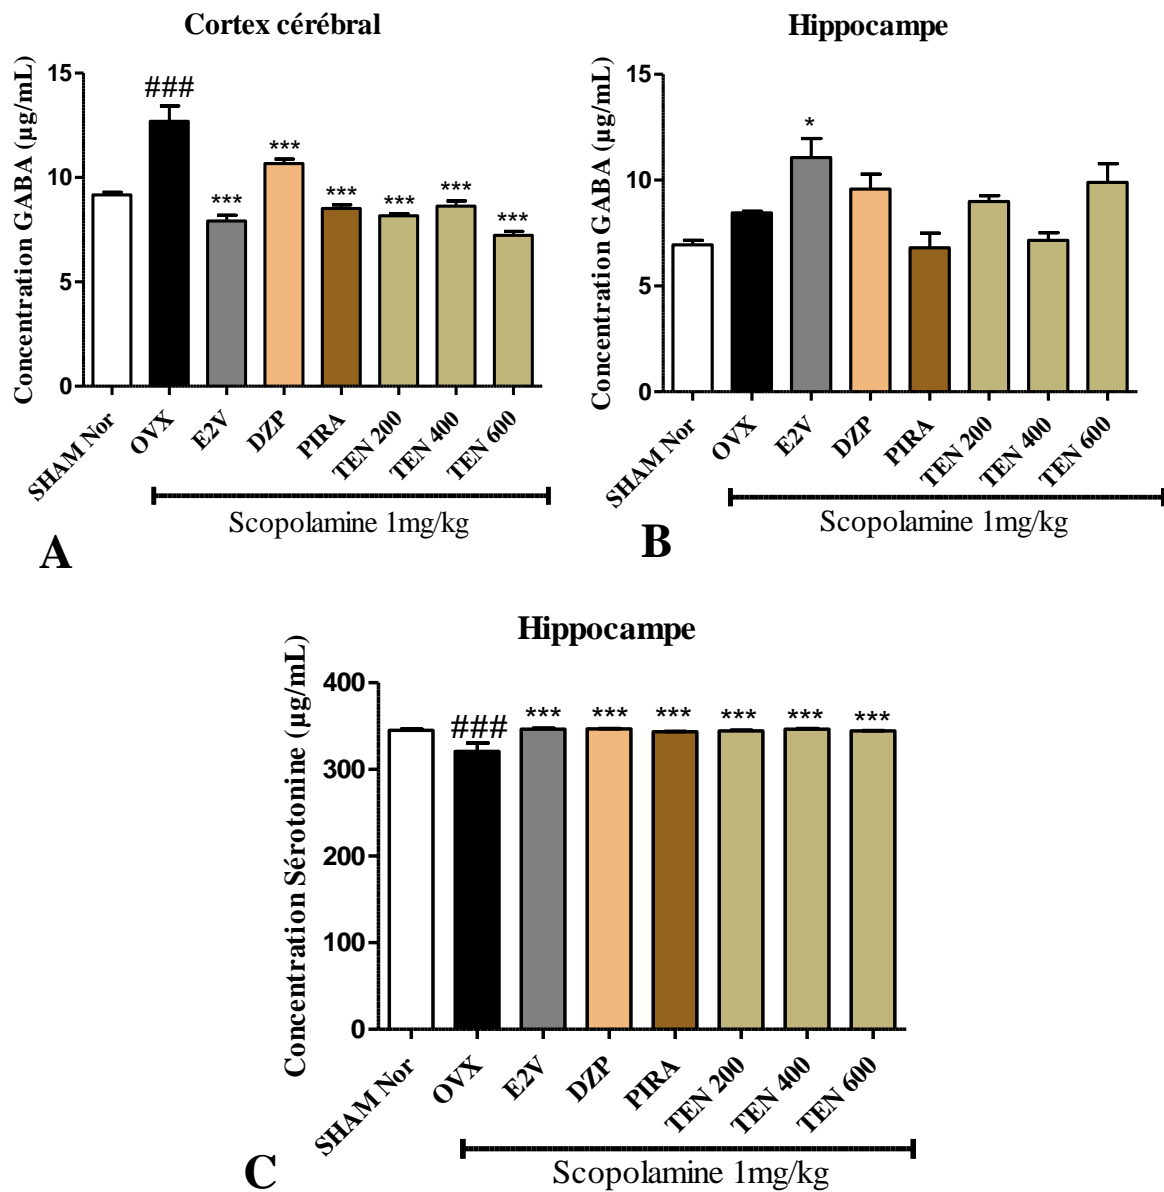 Cortex cérébral
Concentration GABA (µg/mL)
15
10
5
0
###
***
***
***
***
***
***
SHAM Nor
OVX
E2V
DZP
PIRA
TEN 200
TEN 400
TEN 600
Scopolamine 1mg/kg
A
Hippocampe
Concentration GABA (µg/mL)
15
10
5
0
*
SHAM Nor
OVX
E2V
DZP
PIRA
TEN 200
TEN 400
TEN 600
Scopolamine 1mg/kg
B
Hippocampe
Concentration Sérotonine (µg/mL)
400
300
200
100
0
###
***
***
***
***
***
***
SHAM Nor
OVX
E2V
DZP
PIRA
TEN 200
TEN 400
TEN 600
Scopolamine 1mg/kg
C